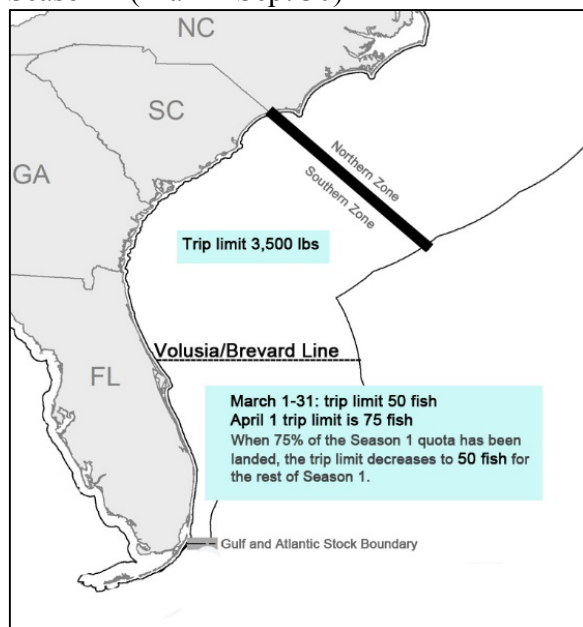 NC
SC
GA
Northern Zone
Southern Zone
Trip limit 3,500 lbs
Volusia/Brevard Line
FL
March 1-31: trip limit 50 fish
April 1 trip limit is 75 fish
When 75% of the Season 1 quota has been
landed, the trip limit decreases to 50 fish for
the rest of Season 1.
Gulf and Atlantic Stock Boundary